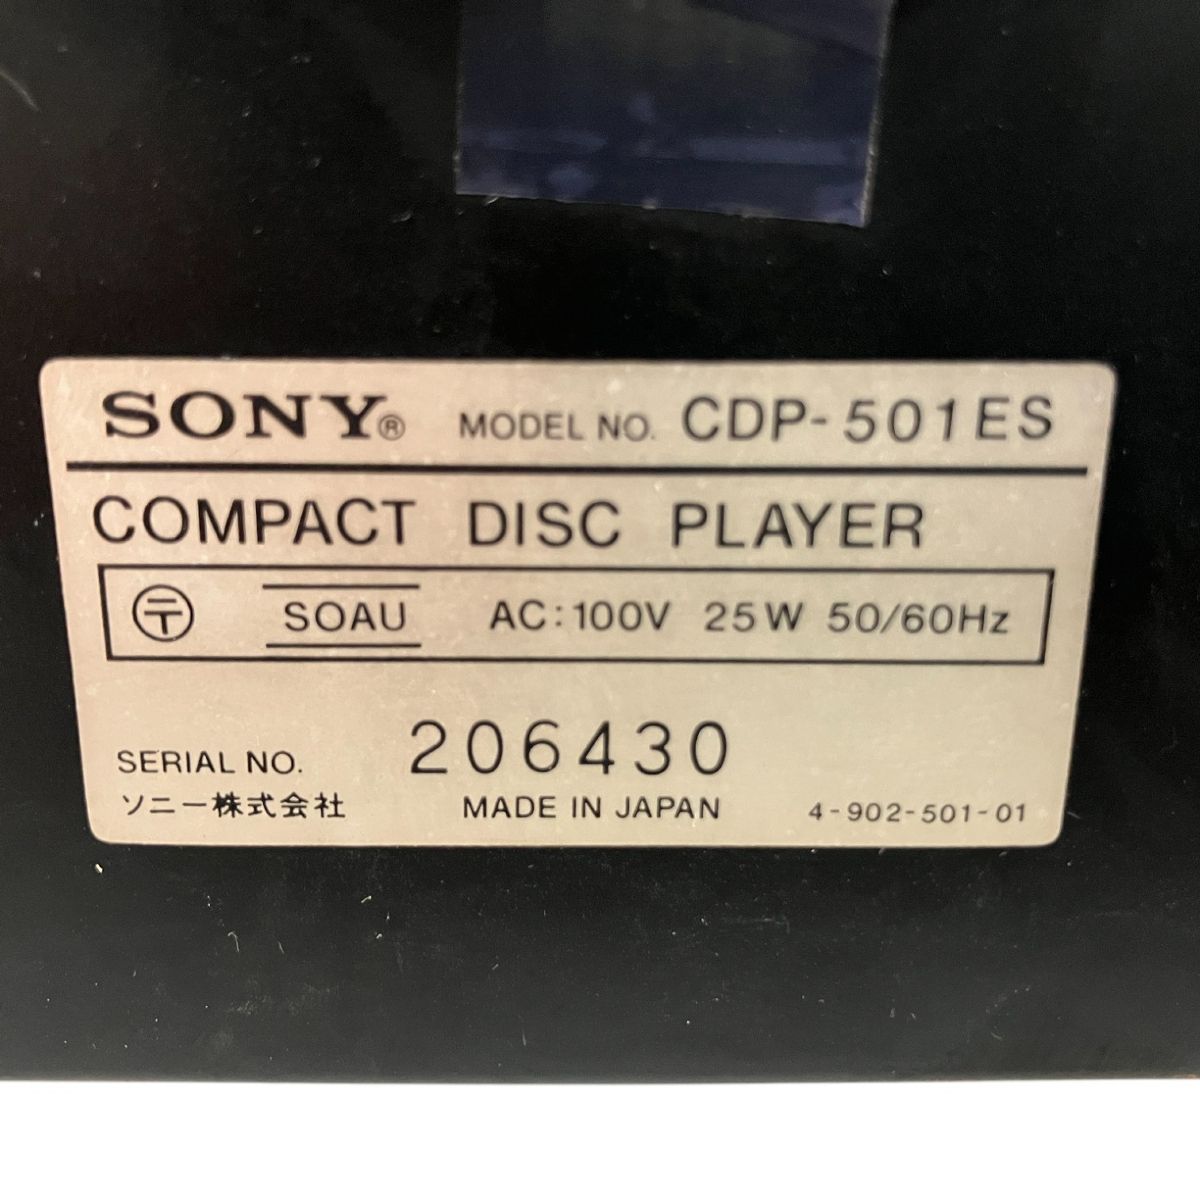 SONY® MODEL NO. CDP-501ES
COMPACT DISC PLAYER
〒 SOAU AC:100V 25W 50/60Hz
SERIAL NO. 206430
ソニー株式会社 MADE IN JAPAN 4-902-501-01